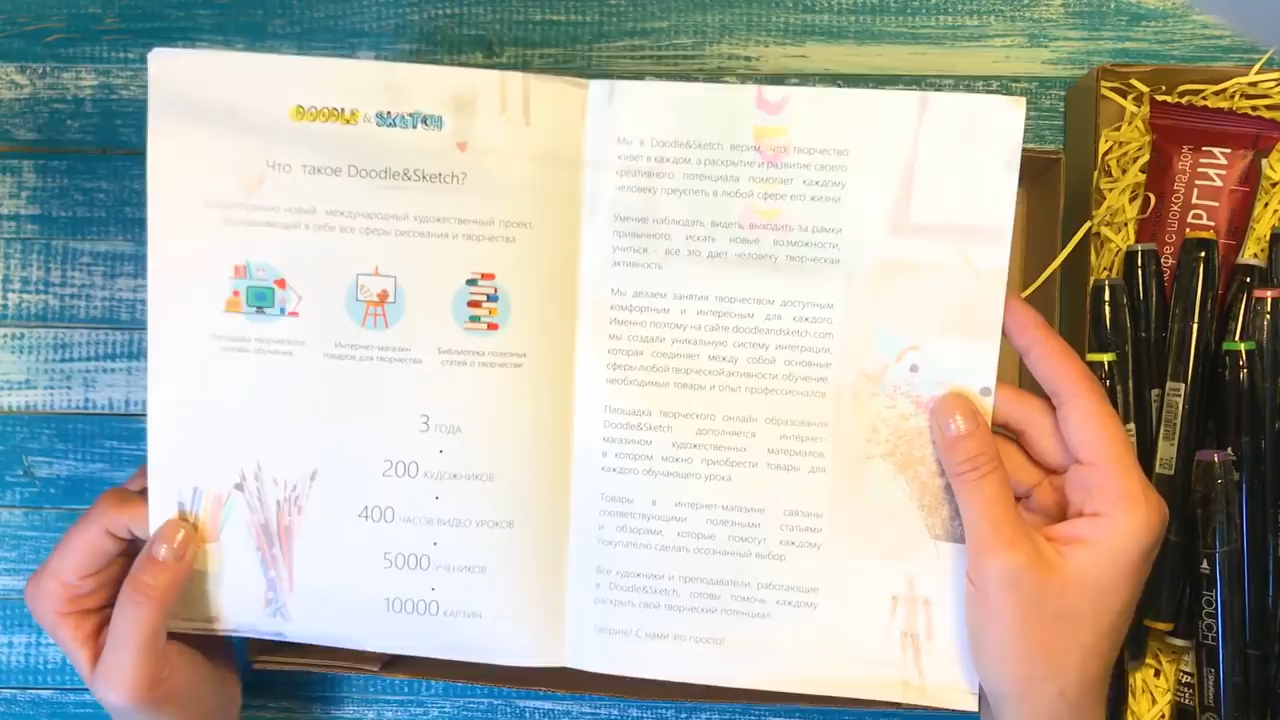 DOODLE & SKETCH
Что такое Doodle&Sketch?
новый международный художественный проект,
в себе все сферы рисования и творчества
Интернет-магазин
товаров для творчества
Библиотека полезных
статей о творчестве
3 ГОДА
200 ХУДОЖНИКОВ
400 ЧАСОВ ВИДЕО УРОКОВ
5000 УЧЕНИКОВ
10000 КАРТИН
Мы в Doodle&Sketch верим, что творчество
живет в каждом, а раскрытие и развитие своего
креативного потенциала помогает каждому
человеку преуспеть в любой сфере его жизни
Умение наблюдать, видеть, выходить за рамки
привычного, искать новые возможности,
учиться - все это дает человеку творческая
активность
Мы делаем занятия творчеством доступным,
комфортным и интересным для каждого.
Именно поэтому на сайте doodleandsketch.com
мы создали уникальную систему интеграции,
которая соединяет между собой основные
сферы любой творческой активности: обучение,
необходимые товары и опыт профессионалов
Площадка творческого онлайн образования
Doodle&Sketch дополняется интернет-
магазином художественных материалов,
в котором можно приобрести товары для
каждого обучающего урока
Товары в интернет-магазине связаны
соответствующими полезными статьями
и обзорами, которые помогут каждому
покупателю сделать осознанный выбор
Все художники и преподаватели, работающие
в Doodle&Sketch, готовы помочь каждому
раскрыть свой творческий потенциал
Творите! С нами это просто!
КОФЕ С ШОКОЛАДОМ
TOUCH